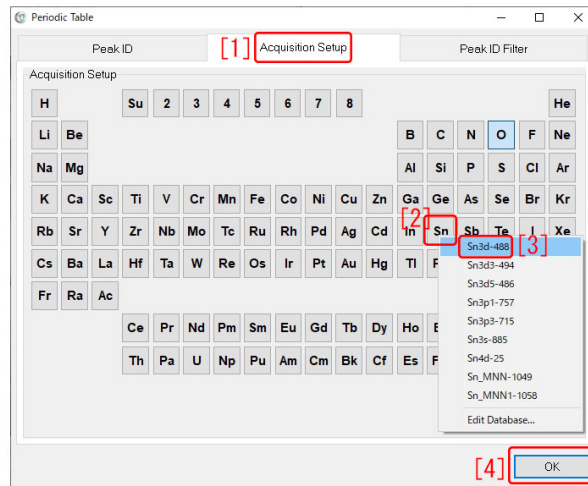 Periodic Table
Peak ID [1] Acquisition Setup Peak ID Filter
Acquisition Setup
H Su 2 3 4 5 6 7 8 He
Li Be B C N O F Ne
Na Mg Al Si P S Cl Ar
K Ca Sc Ti V Cr Mn Fe Co Ni Cu Zn Ga Ge As Se Br Kr
[2]
Rb Sr Y Zr Nb Mo Tc Ru Rh Pd Ag Cd In Sn Sb Te I Xe
Sn3d-488 [3]
Cs Ba La Hf Ta W Re Os Ir Pt Au Hg Tl
Sn3d3-494
Sn3d5-486
Fr Ra Ac
Sn3p1-757
Sn3p3-715
Ce Pr Nd Pm Sm Eu Gd Tb Dy Ho
Sn3s-885
Sn4d-25
Th Pa U Np Pu Am Cm Bk Cf Es
Sn_MNN-1049
Sn_MNN1-1058
Edit Database...
[4] OK